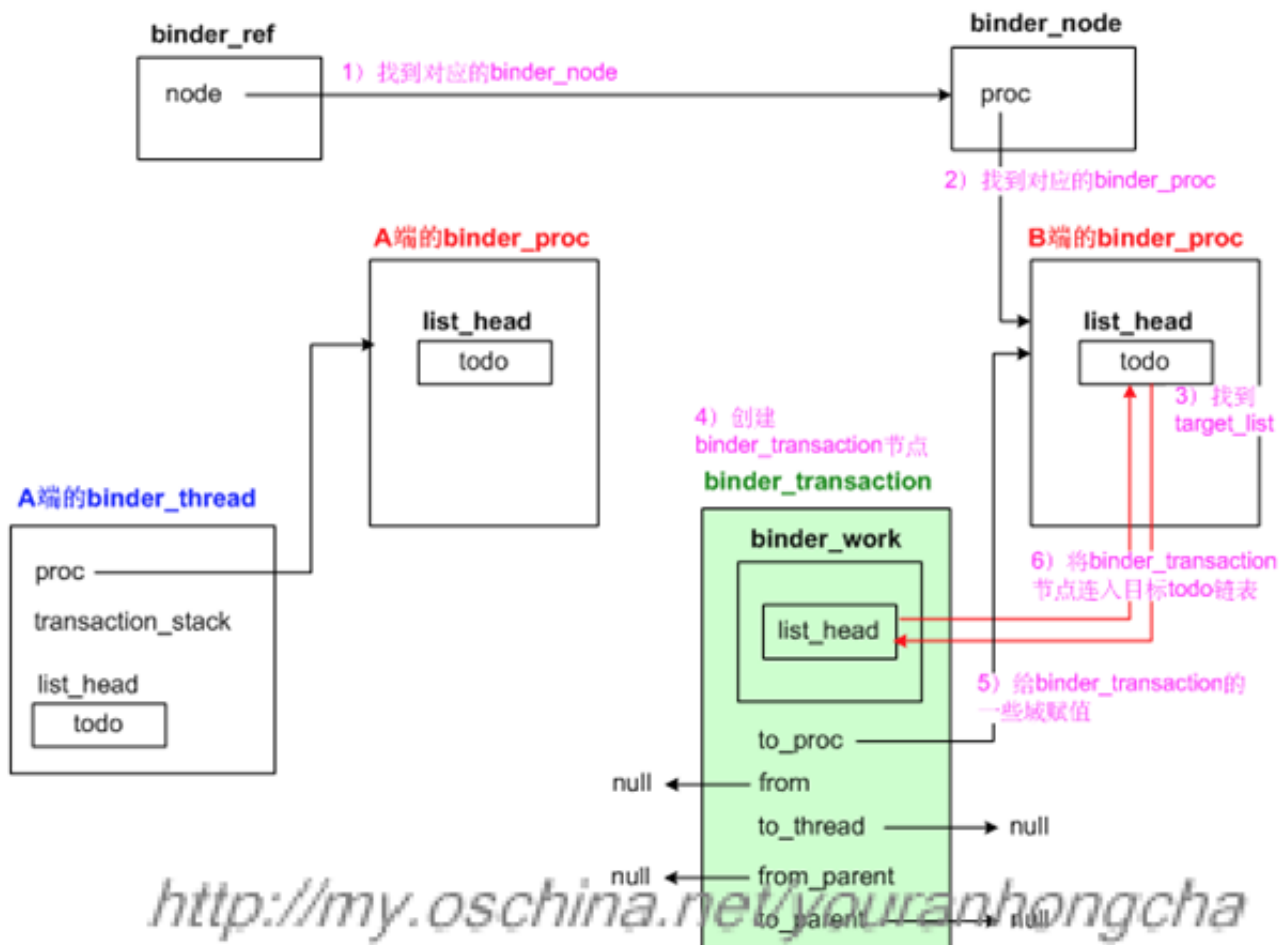 binder_ref
binder_node
1）找到对应的binder_node
node
proc
2）找到对应的binder_proc
A端的binder_proc
B端的binder_proc
list_head
list_head
todo
todo
3）找到
target_list
4）创建
binder_transaction节点
binder_transaction
A端的binder_thread
binder_work
proc
6）将binder_transaction
节点连入目标todo链表
transaction_stack
list_head
list_head
5）给binder_transaction的
一些域赋值
todo
to_proc
null
from
to_thread
null
null
from_parent
to_parent
null
http://my.oschina.net/youranhongcha